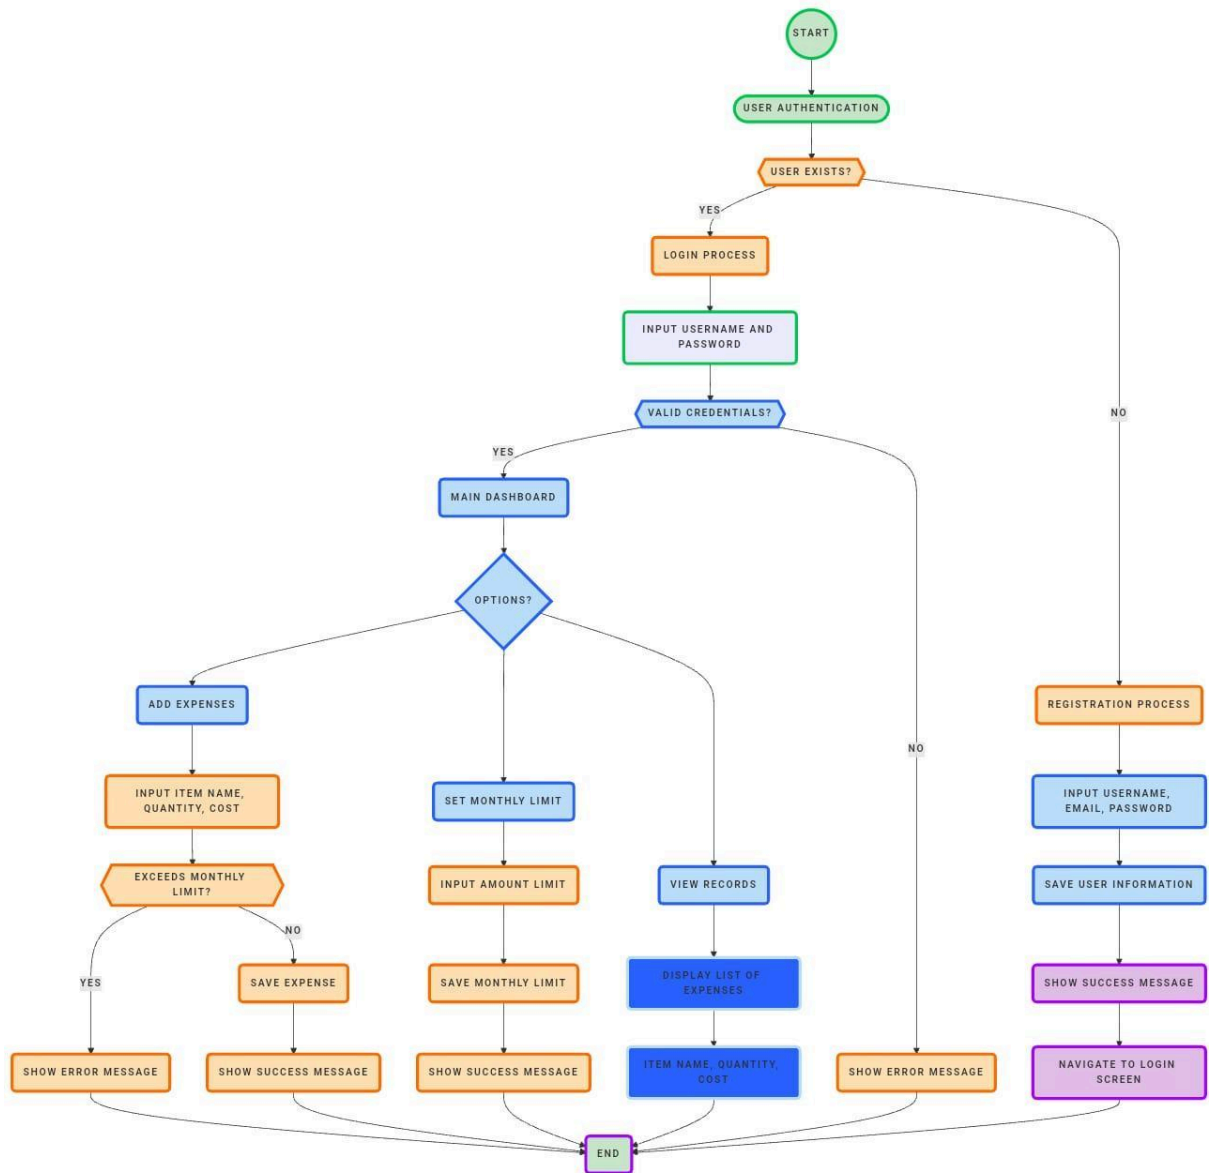 START
USER AUTHENTICATION
USER EXISTS?
YES
LOGIN PROCESS
INPUT USERNAME AND
PASSWORD
VALID CREDENTIALS?
NO
YES
MAIN DASHBOARD
OPTIONS?
ADD EXPENSES
REGISTRATION PROCESS
NO
INPUT ITEM NAME,
QUANTITY, COST
SET MONTHLY LIMIT
INPUT USERNAME,
EMAIL, PASSWORD
EXCEEDS MONTHLY
LIMIT?
INPUT AMOUNT LIMIT
VIEW RECORDS
SAVE USER INFORMATION
NO
YES
SAVE EXPENSE
SAVE MONTHLY LIMIT
DISPLAY LIST OF
EXPENSES
SHOW SUCCESS MESSAGE
SHOW ERROR MESSAGE
SHOW SUCCESS MESSAGE
SHOW SUCCESS MESSAGE
ITEM NAME, QUANTITY,
COST
SHOW ERROR MESSAGE
NAVIGATE TO LOGIN
SCREEN
END